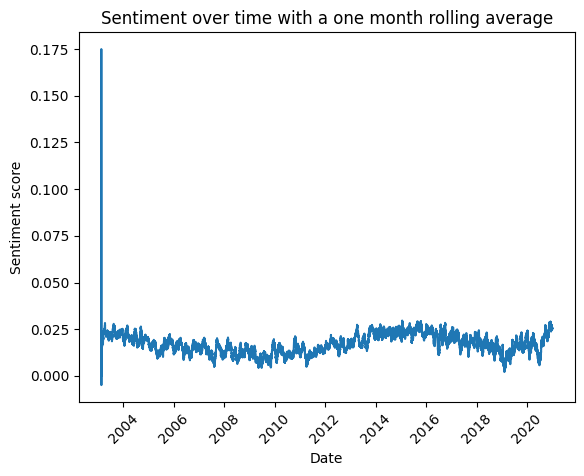 Sentiment over time with a one month rolling average
0.175
0.150
0.125
0.100
0.075
0.050
0.025
0.000
Sentiment score
2004 2006 2008 2010 2012 2014 2016 2018 2020
Date